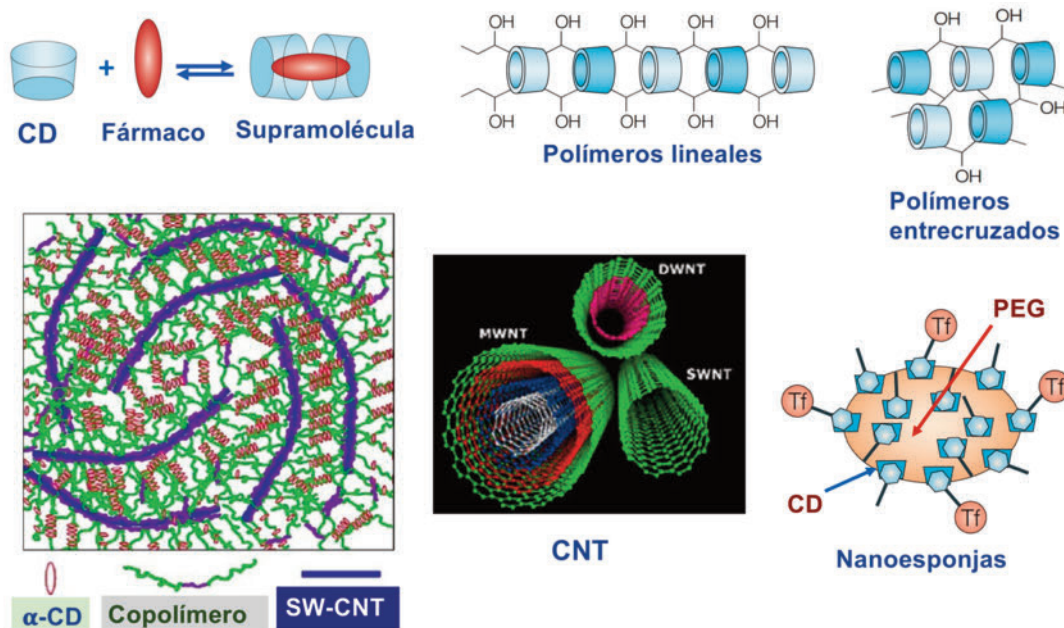 CD
+
Fármaco
Supramolécula
OH OH OH OH OH
OH OH OH OH OH
Polímeros lineales
OH
OH
OH
OH
Polímeros
entrecruzados
α-CD
Copolímero
SW-CNT
DWNT
MWNT
SWNT
CNT
PEG
Tf
Tf
Tf
Tf
CD
Nanoesponjas